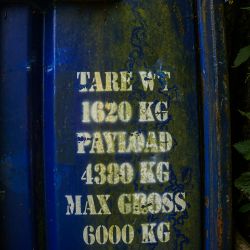 TARE WT
1620 KG
PAYLOAD
4380 KG
MAX GROSS
6000 KG